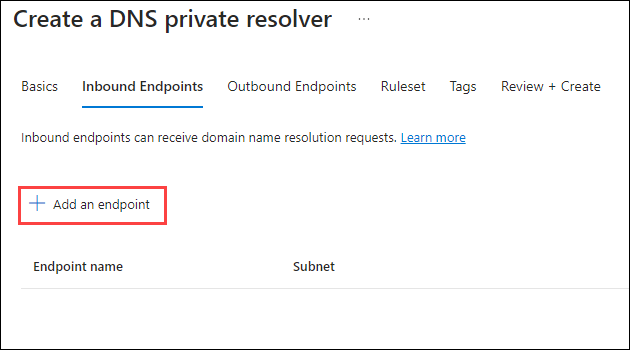 Create a DNS private resolver ...
Basics Inbound Endpoints Outbound Endpoints Ruleset Tags Review + Create
Inbound endpoints can receive domain name resolution requests. Learn more
+ Add an endpoint
Endpoint name Subnet